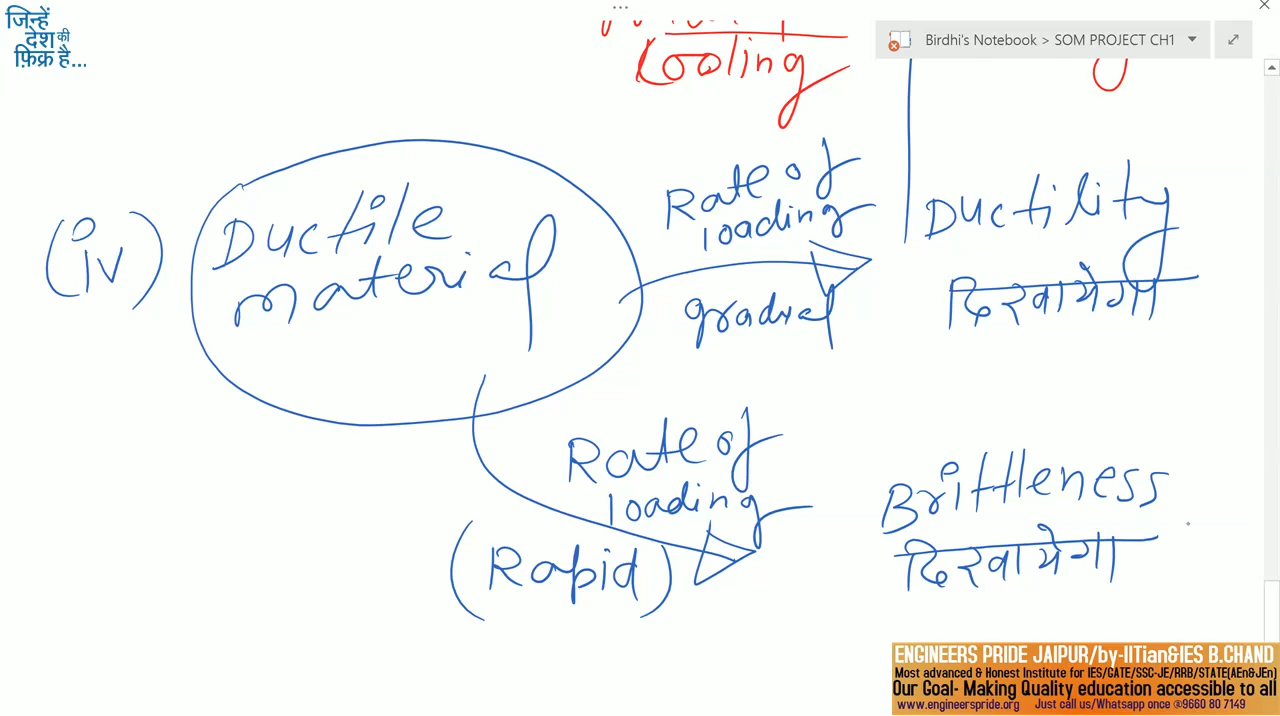 जिन्हें
देश की
फ़िक्र है...
Birdhi's Notebook > SOM PROJECT CH1
Cooling
(iv)
Ductile
material
Rate of
loading
gradual
Ductility
दिखायेगा
Rate of
loading
(Rapid)
Brittleness
दिखायेगा
ENGINEERS PRIDE JAIPUR/by-IITian&IES B.CHAND
Most advanced & Honest Institute for IES/GATE/SSC-JE/RRB/STATE(AEn&JEn)
Our Goal- Making Quality education accessible to all
www.engineerspride.org Just call us/Whatsapp once @9660 80 7149